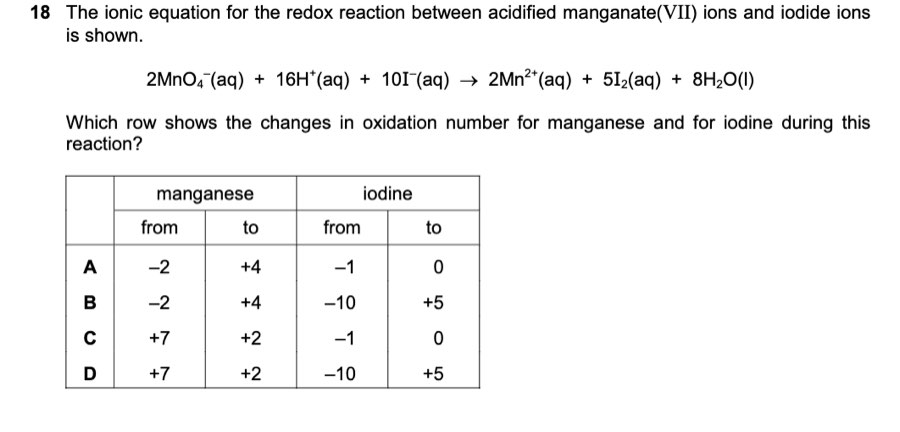 18 The ionic equation for the redox reaction between acidified manganate(VII) ions and iodide ions
is shown.
2MnO₄⁻(aq) + 16H⁺(aq) + 10I⁻(aq) → 2Mn²⁺(aq) + 5I₂(aq) + 8H₂O(l)
Which row shows the changes in oxidation number for manganese and for iodine during this
reaction?
manganese iodine
from to from to
A –2 +4 –1 0
B –2 +4 –10 +5
C +7 +2 –1 0
D +7 +2 –10 +5